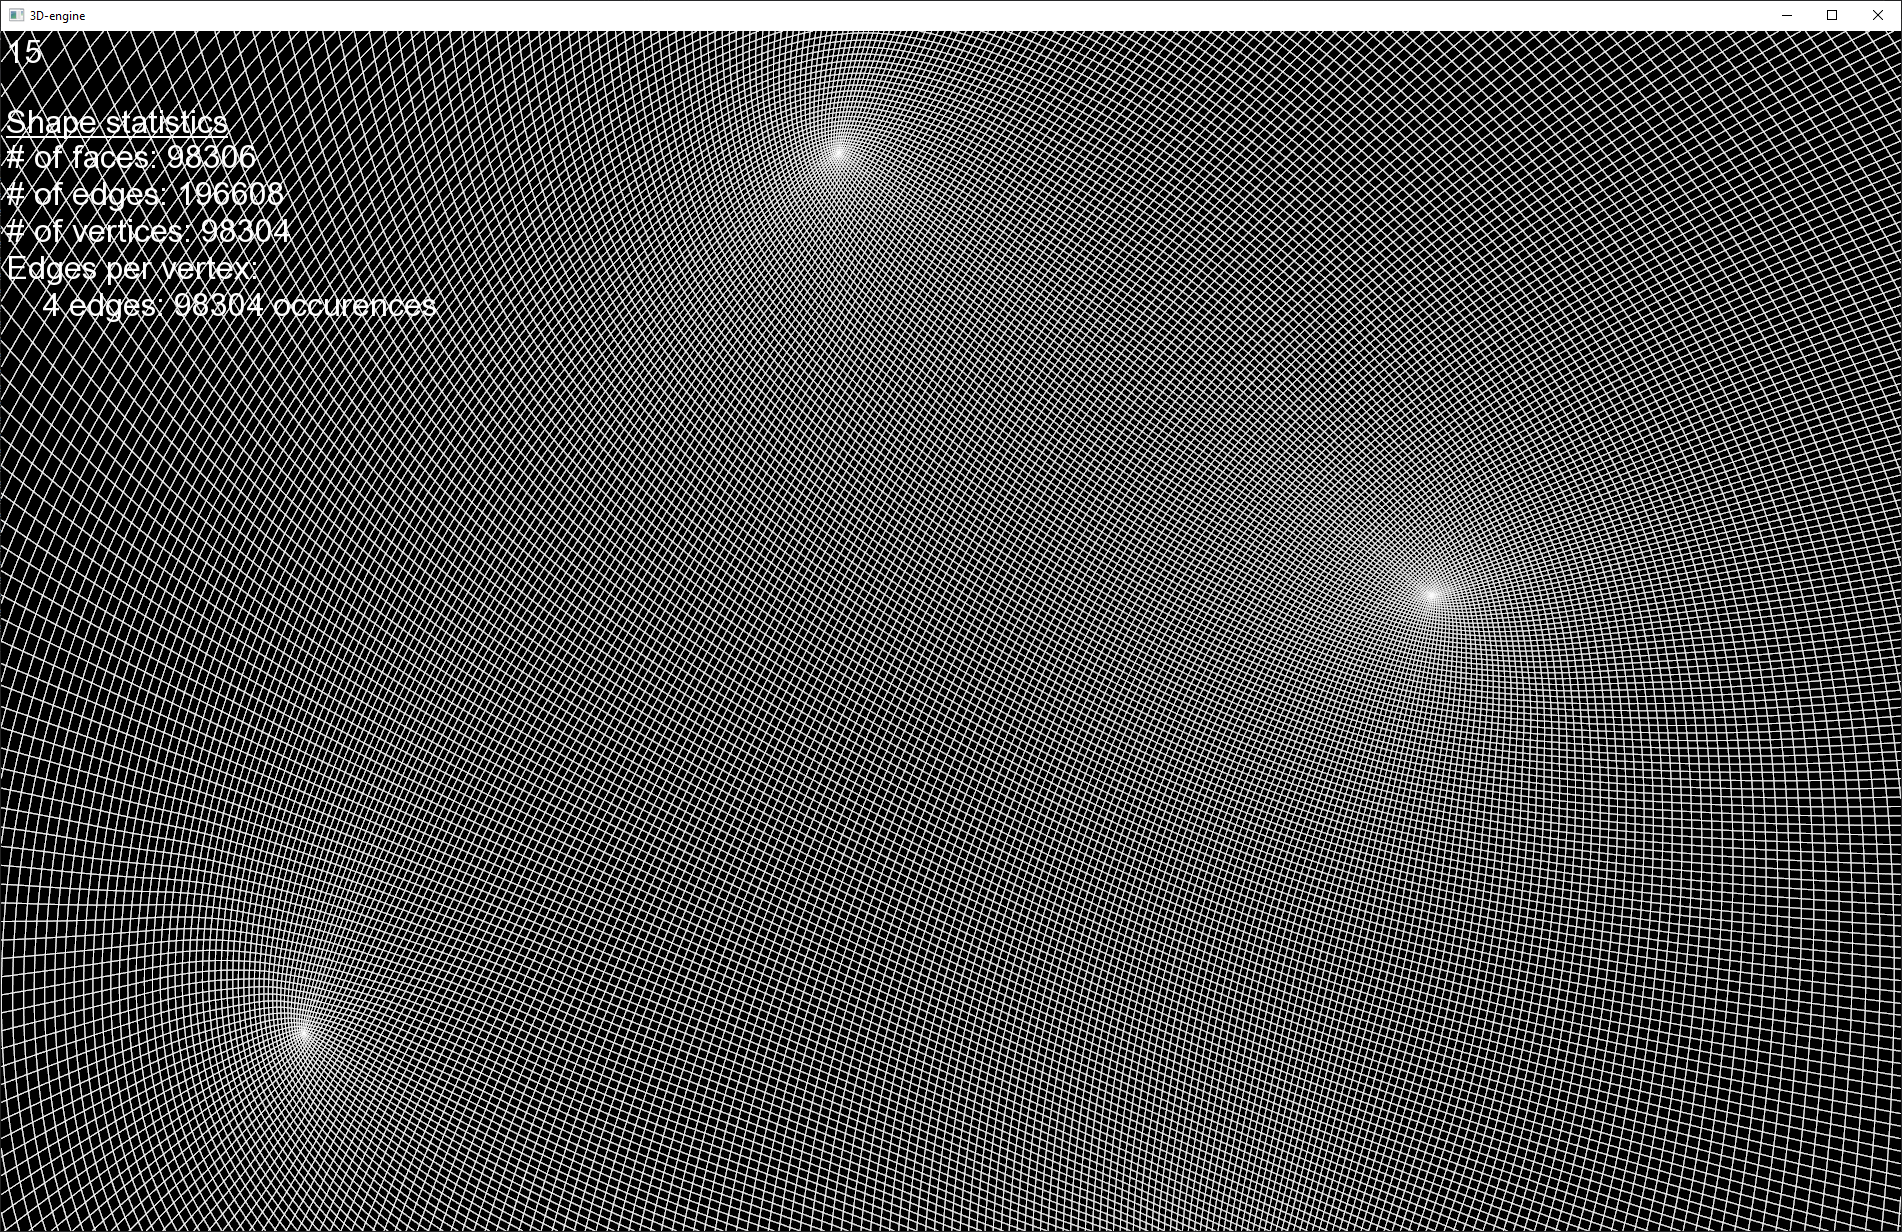 3D-engine
15
Shape statistics
# of faces: 98306
# of edges: 196608
# of vertices: 98304
Edges per vertex:
4 edges: 98304 occurences